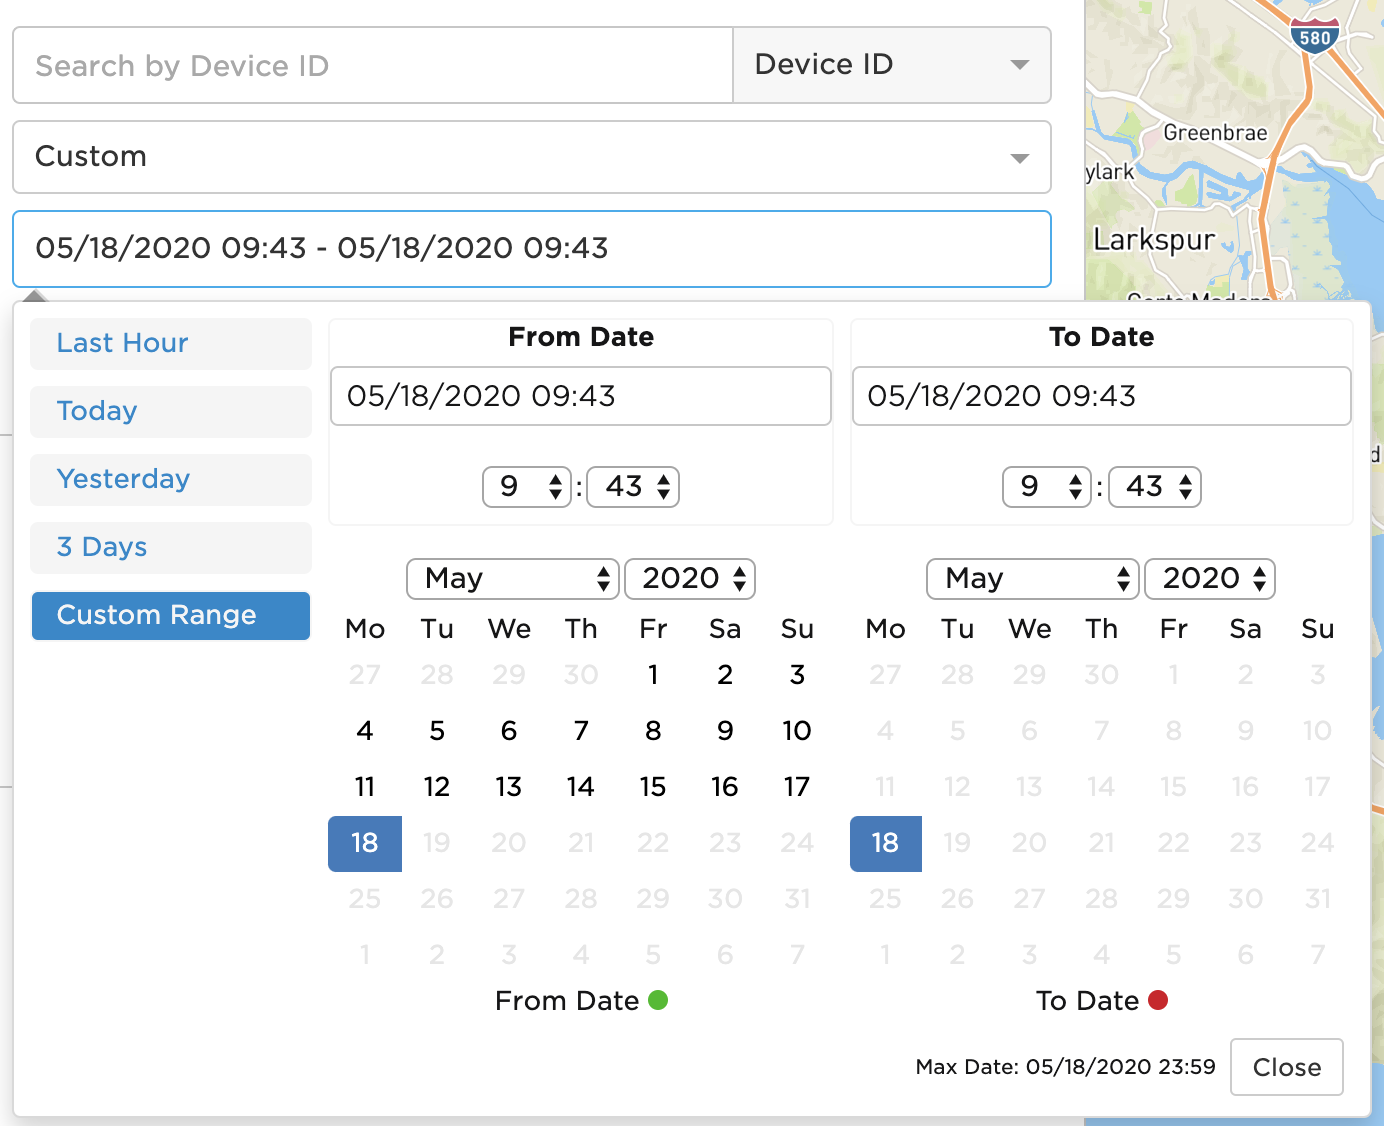 Search by Device ID
Device ID
Custom
05/18/2020 09:43 - 05/18/2020 09:43
Last Hour
Today
Yesterday
3 Days
Custom Range
From Date
05/18/2020 09:43
9 : 43
May 2020
Mo Tu We Th Fr Sa Su
27 28 29 30 1 2 3
4 5 6 7 8 9 10
11 12 13 14 15 16 17
18 19 20 21 22 23 24
25 26 27 28 29 30 31
1 2 3 4 5 6 7
From Date
To Date
05/18/2020 09:43
9 : 43
May 2020
Mo Tu We Th Fr Sa Su
27 28 29 30 1 2 3
4 5 6 7 8 9 10
11 12 13 14 15 16 17
18 19 20 21 22 23 24
25 26 27 28 29 30 31
1 2 3 4 5 6 7
To Date
Max Date: 05/18/2020 23:59
Close
580
Greenbrae
ylark
Larkspur